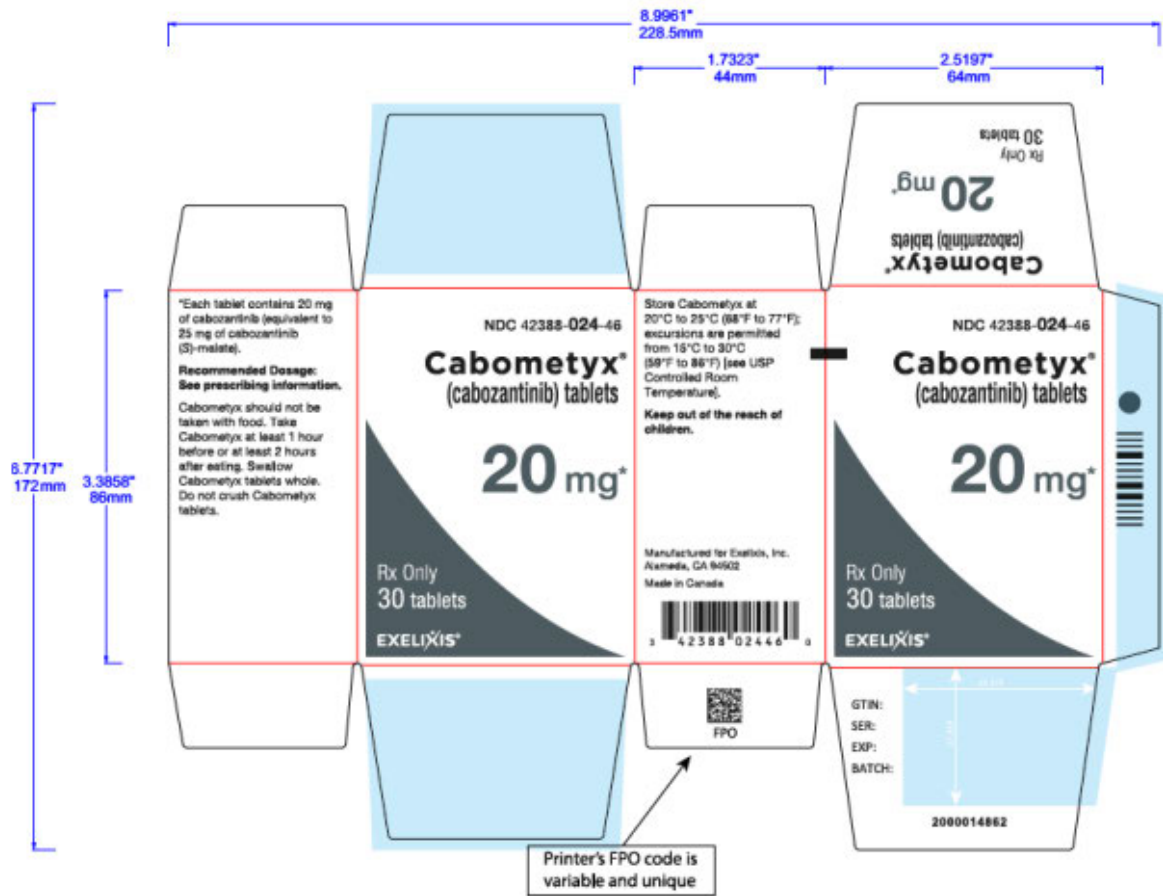 8.9961"
228.5mm
1.7323"
44mm
2.5197"
64mm
30 tablets
Rx Only
20 mg*
(cabozantinib) tablets
Cabometyx®
6.7717"
172mm
3.3858"
86mm
*Each tablet contains 20 mg
of cabozantinib (equivalent to
25 mg of cabozantinib
(S)-malate).
Recommended Dosage:
See prescribing information.
Cabometyx should not be
taken with food. Take
Cabometyx at least 1 hour
before or at least 2 hours
after eating. Swallow
Cabometyx tablets whole.
Do not crush Cabometyx
tablets.
NDC 42388-024-46
Cabometyx®
(cabozantinib) tablets
20 mg*
Rx Only
30 tablets
EXELIXIS®
Store Cabometyx at
20°C to 25°C (68°F to 77°F);
excursions are permitted
from 15°C to 30°C
(59°F to 86°F) [see USP
Controlled Room
Temperature].
Keep out of the reach of
children.
Manufactured for Exelixis, Inc.
Alameda, CA 94502
Made in Canada
3 42388 02446 0
FPO
NDC 42388-024-46
Cabometyx®
(cabozantinib) tablets
20 mg*
Rx Only
30 tablets
EXELIXIS®
GTIN:
SER:
EXP:
BATCH:
2000014862
Printer's FPO code is
variable and unique